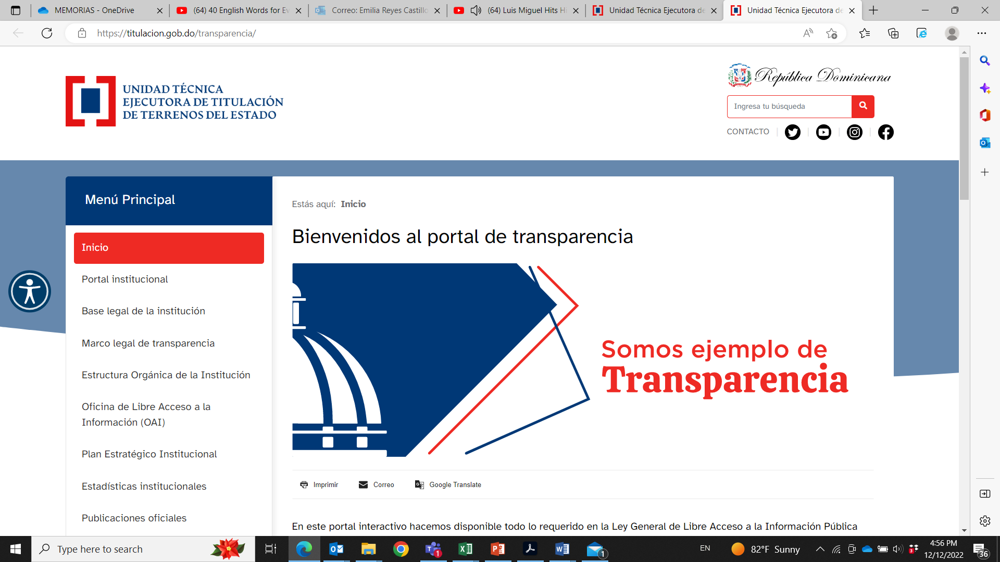 MEMORIAS - OneDrive
(64) 40 English Words for Ev
Correo: Emilia Reyes Castillo
(64) Luis Miguel Hits Hi
Unidad Técnica Ejecutora de
Unidad Técnica Ejecutora de
https://titulacion.gob.do/transparencia/
UNIDAD TÉCNICA
EJECUTORA DE TITULACIÓN
DE TERRENOS DEL ESTADO
República Dominicana
Ingresa tu búsqueda
CONTACTO
Menú Principal
Inicio
Portal institucional
Base legal de la institución
Marco legal de transparencia
Estructura Orgánica de la Institución
Oficina de Libre Acceso a la
Información (OAI)
Plan Estratégico Institucional
Estadísticas institucionales
Publicaciones oficiales
Estás aquí: Inicio
Bienvenidos al portal de transparencia
Somos ejemplo de
Transparencia
Imprimir
Correo
Google Translate
En este portal interactivo hacemos disponible todo lo requerido en la Ley General de Libre Acceso a la Información Pública
Type here to search
1
1
EN
82°F Sunny
3
4:56 PM
12/12/2022
36